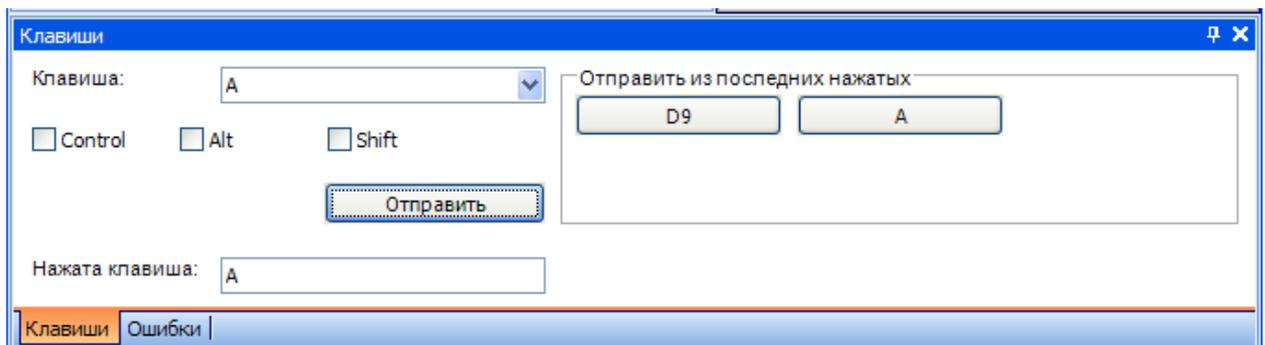 Клавиши
Клавиша:
A
Отправить из последних нажатых
D9
A
Control
Alt
Shift
Отправить
Нажата клавиша:
A
Клавиши
Ошибки